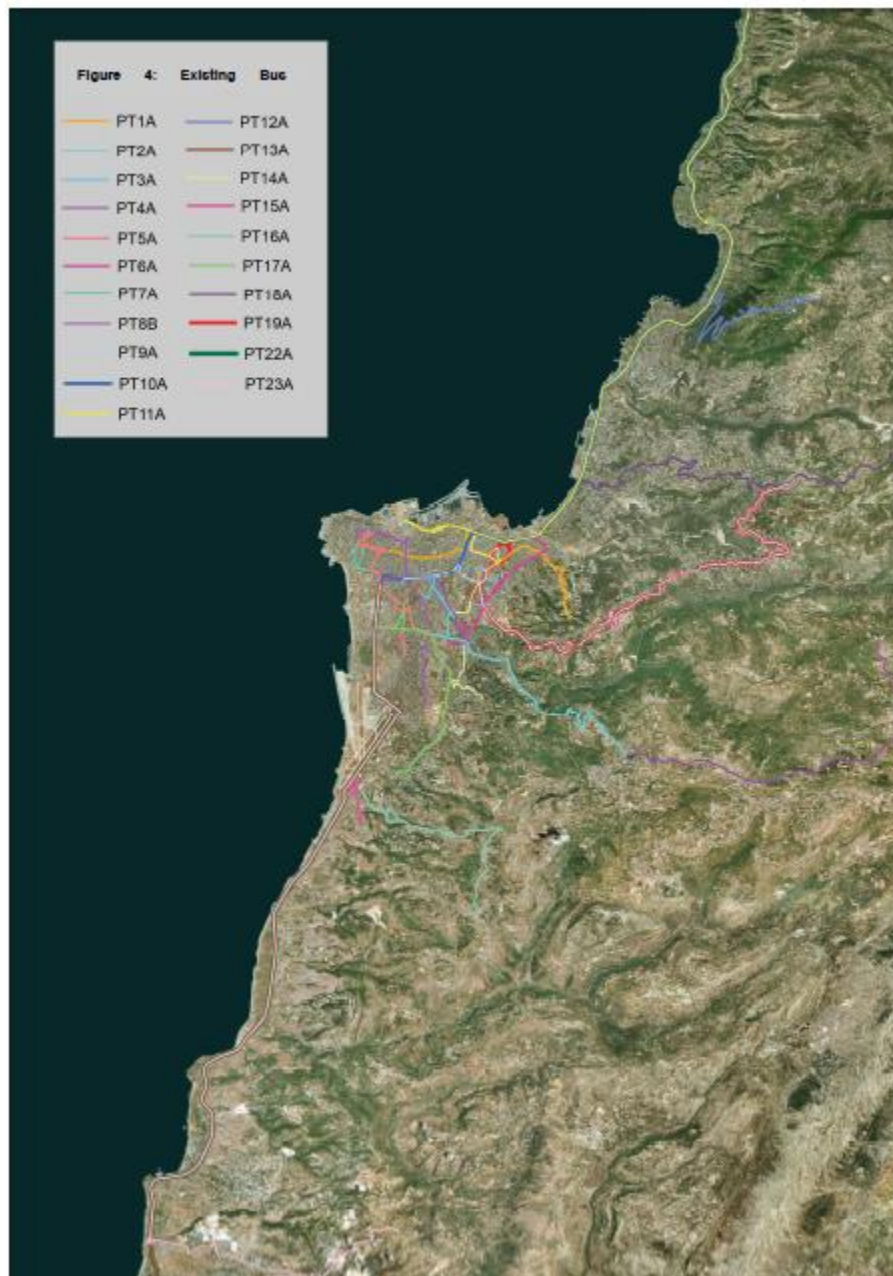 Figure 4: Existing Bus
PT1A
PT2A
PT3A
PT4A
PT5A
PT6A
PT7A
PT8B
PT9A
PT10A
PT11A
PT12A
PT13A
PT14A
PT15A
PT16A
PT17A
PT18A
PT19A
PT22A
PT23A